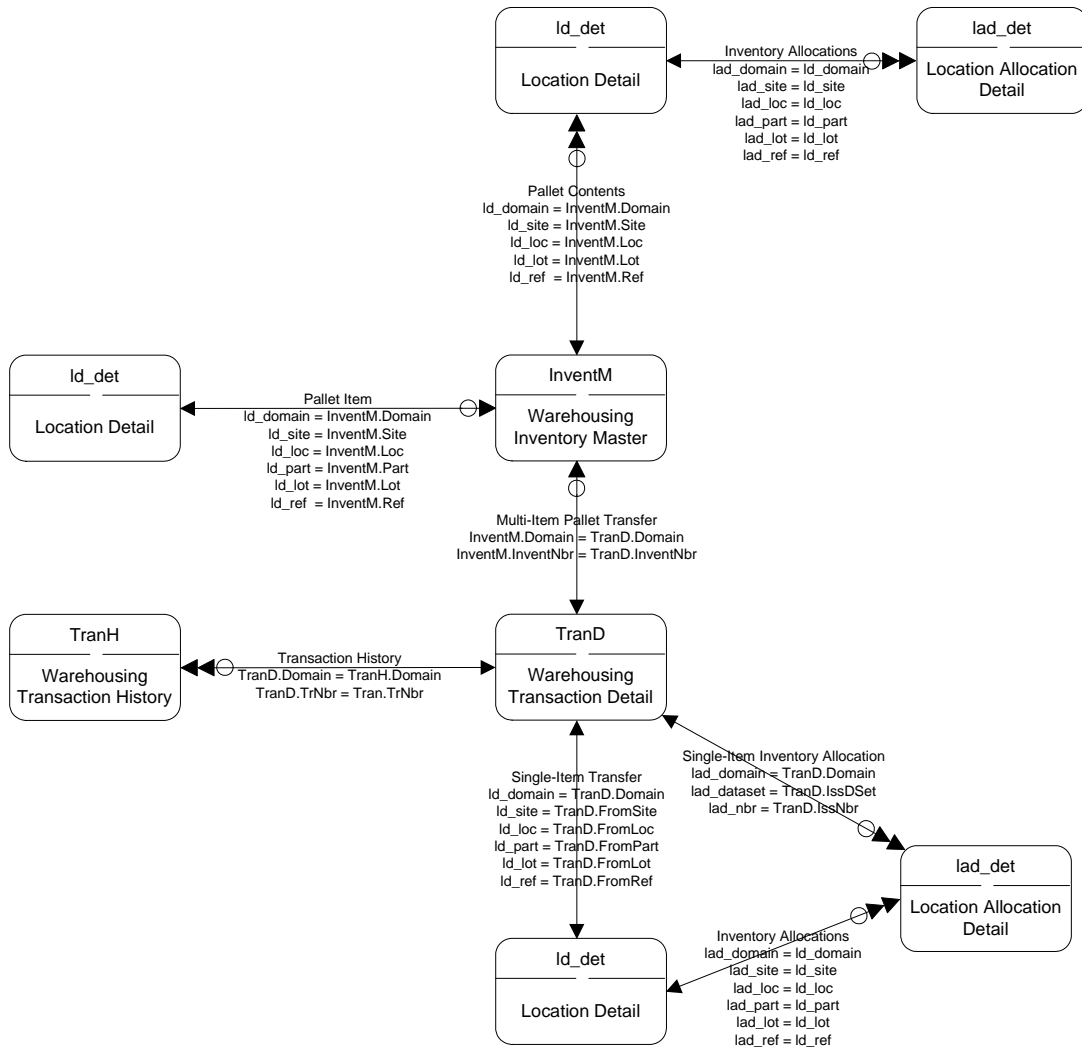 ld_det
Location Detail
Inventory Allocations
lad_domain = ld_domain
lad_site = ld_site
lad_loc = ld_loc
lad_part = ld_part
lad_lot = ld_lot
lad_ref = ld_ref
lad_det
Location Allocation
Detail
Pallet Contents
ld_domain = InventM.Domain
ld_site = InventM.Site
ld_loc = InventM.Loc
ld_lot = InventM.Lot
ld_ref  = InventM.Ref
ld_det
Location Detail
Pallet Item
ld_domain = InventM.Domain
ld_site = InventM.Site
ld_loc = InventM.Loc
ld_part = InventM.Part
ld_lot = InventM.Lot
ld_ref  = InventM.Ref
InventM
Warehousing
Inventory Master
Multi-Item Pallet Transfer
InventM.Domain = TranD.Domain
InventM.InventNbr = TranD.InventNbr
TranH
Warehousing
Transaction History
Transaction History
TranD.Domain = TranH.Domain
TranD.TrNbr = Tran.TrNbr
TranD
Warehousing
Transaction Detail
Single-Item Transfer
ld_domain = TranD.Domain
ld_site = TranD.FromSite
ld_loc = TranD.FromLoc
ld_part = TranD.FromPart
ld_lot = TranD.FromLot
ld_ref = TranD.FromRef
Single-Item Inventory Allocation
lad_domain = TranD.Domain
lad_dataset = TranD.IssDSet
lad_nbr = TranD.IssNbr
lad_det
Location Allocation
Detail
ld_det
Location Detail
Inventory Allocations
lad_domain = ld_domain
lad_site = ld_site
lad_loc = ld_loc
lad_part = ld_part
lad_lot = ld_lot
lad_ref = ld_ref